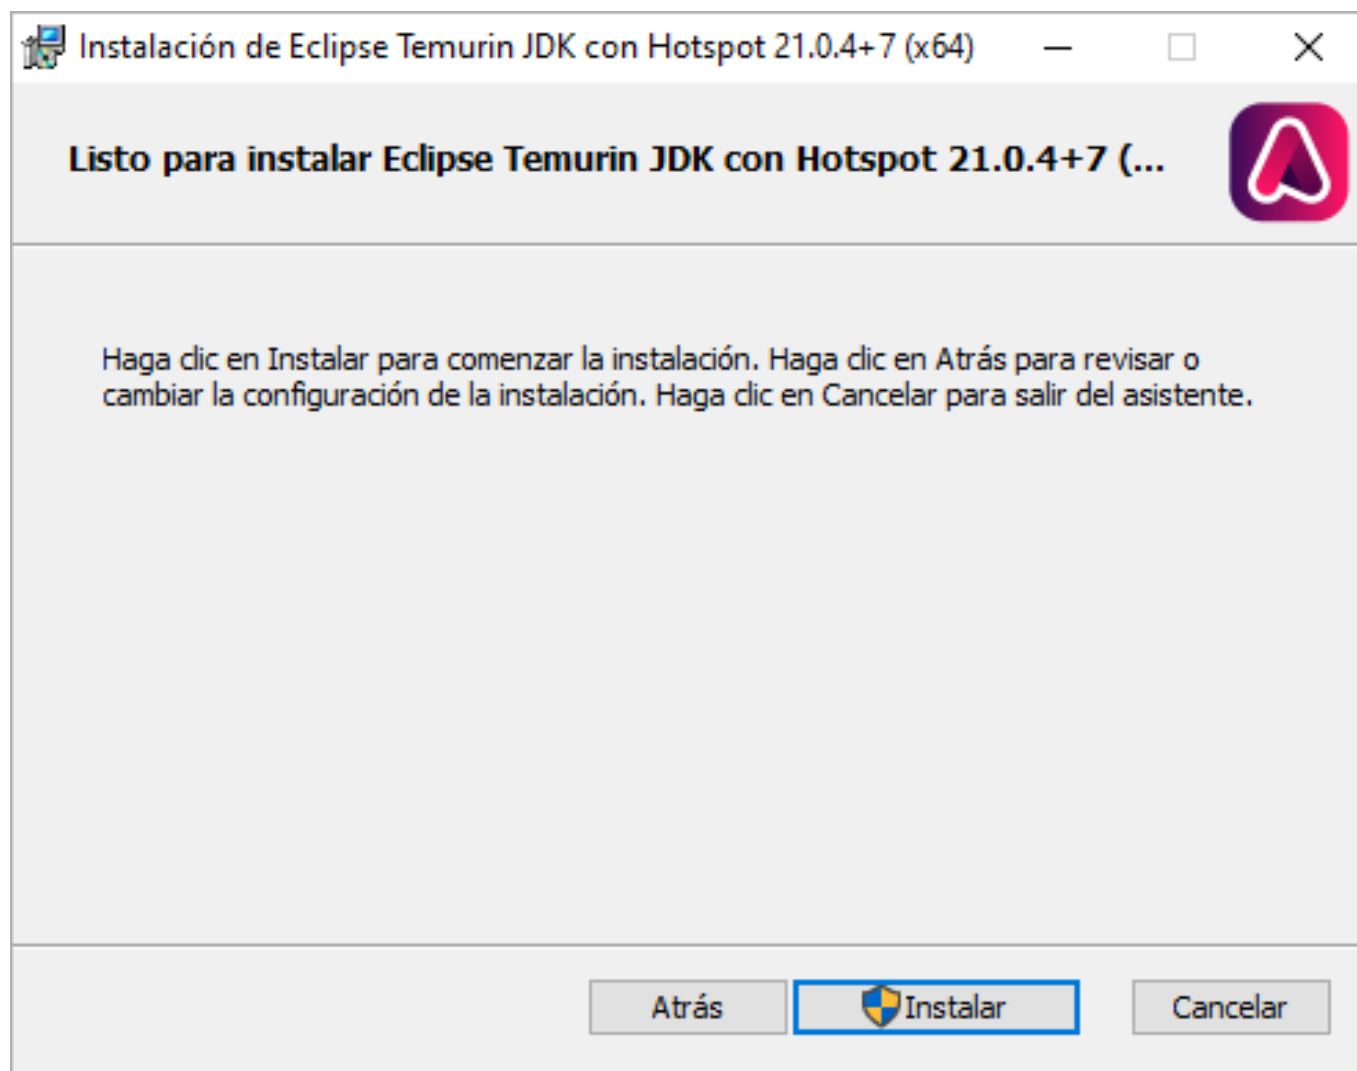 Instalación de Eclipse Temurin JDK con Hotspot 21.0.4+7 (x64)
Listo para instalar Eclipse Temurin JDK con Hotspot 21.0.4+7 (...
Haga clic en Instalar para comenzar la instalación. Haga clic en Atrás para revisar o
cambiar la configuración de la instalación. Haga clic en Cancelar para salir del asistente.
Atrás
Instalar
Cancelar